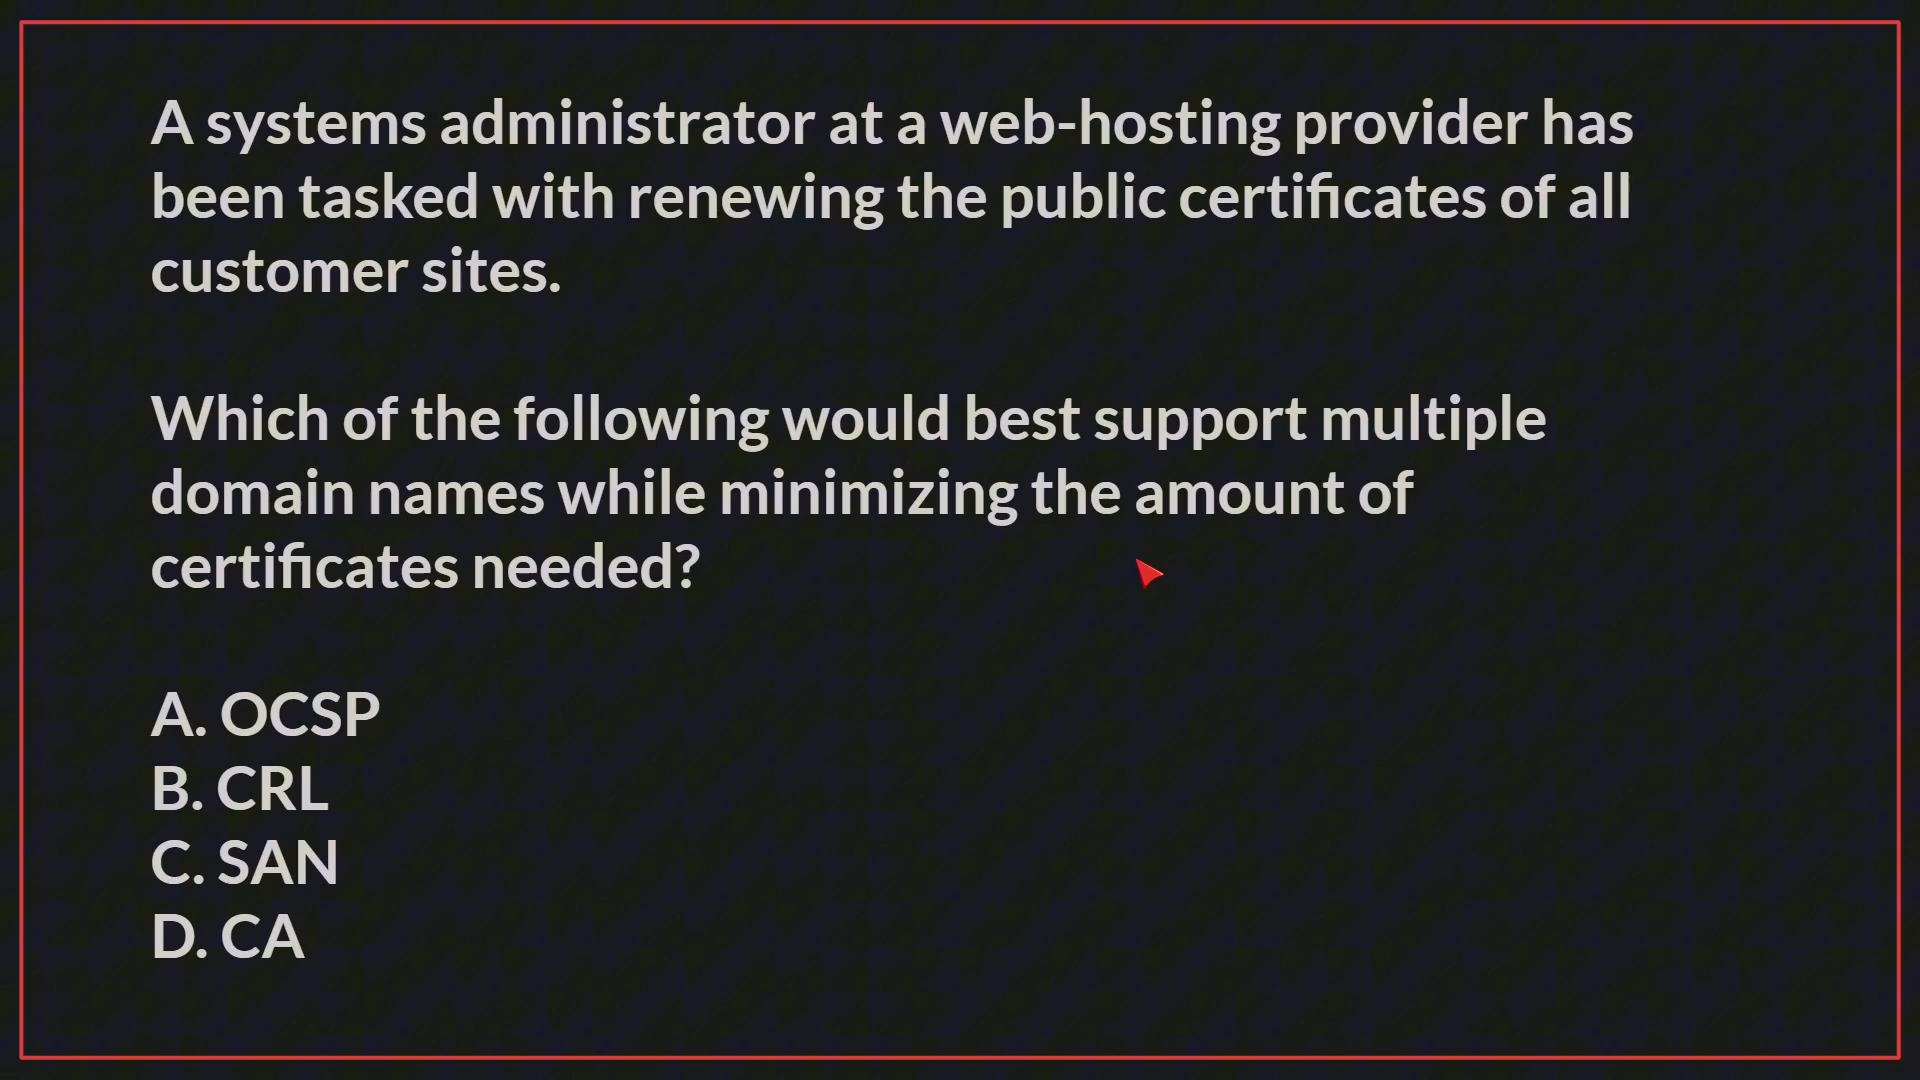 A systems administrator at a web-hosting provider has
been tasked with renewing the public certificates of all
customer sites.
Which of the following would best support multiple
domain names while minimizing the amount of
certificates needed?
A. OCSP
B. CRL
C. SAN
D. CA